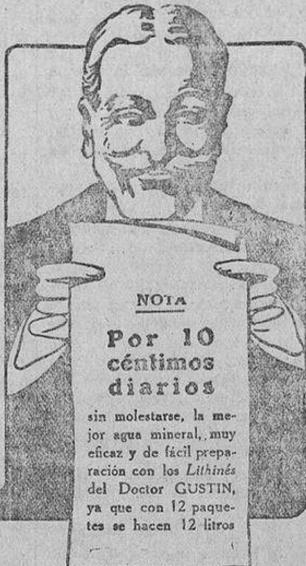 NOTA
Por 10
céntimos
diarios
sin molestarse, la me-
jor agua mineral, muy
eficaz y de fácil prepa-
ración con los Lithinés
del Doctor GUSTIN,
ya que con 12 paque-
tes se hacen 12 litros